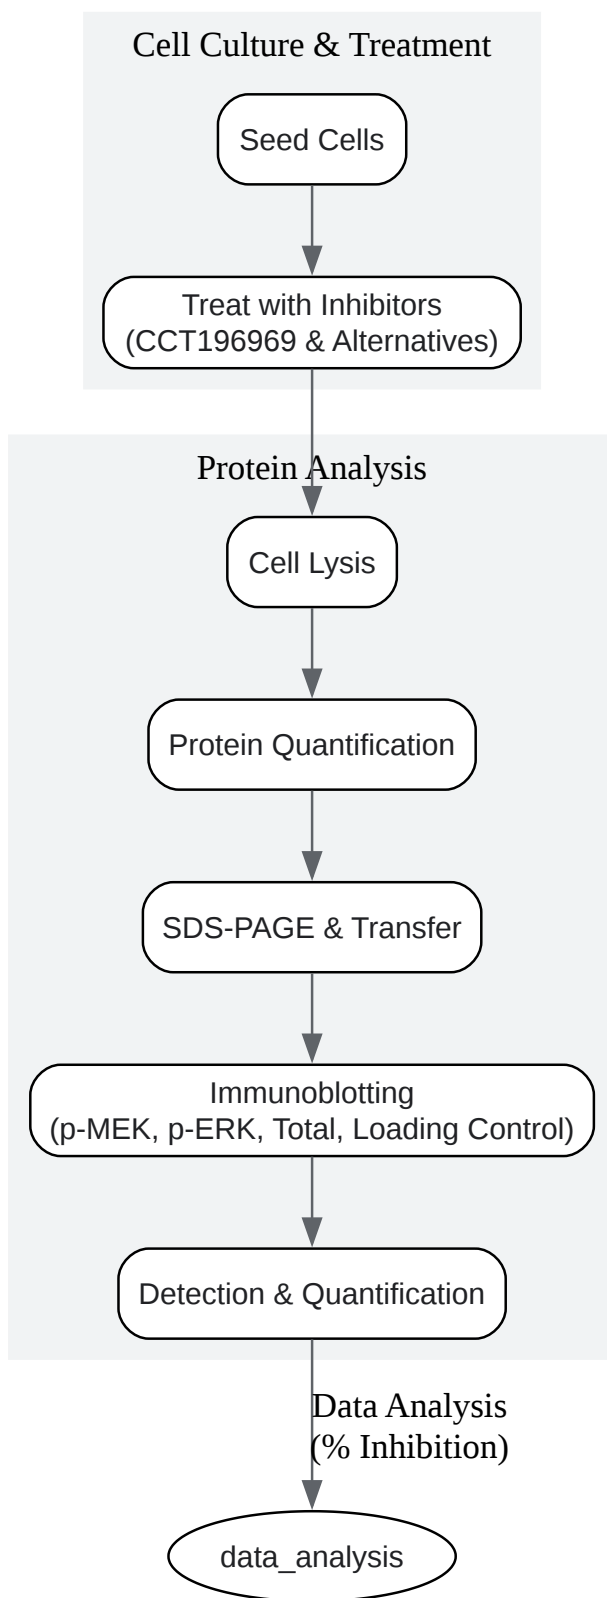 Cell Culture & Treatment
Seed Cells
Treat with Inhibitors
(CCT196969 & Alternatives)
Protein Analysis
Cell Lysis
Protein Quantification
SDS-PAGE & Transfer
Immunoblotting
(p-MEK, p-ERK, Total, Loading Control)
Detection & Quantification
Data Analysis
(% Inhibition)
data_analysis